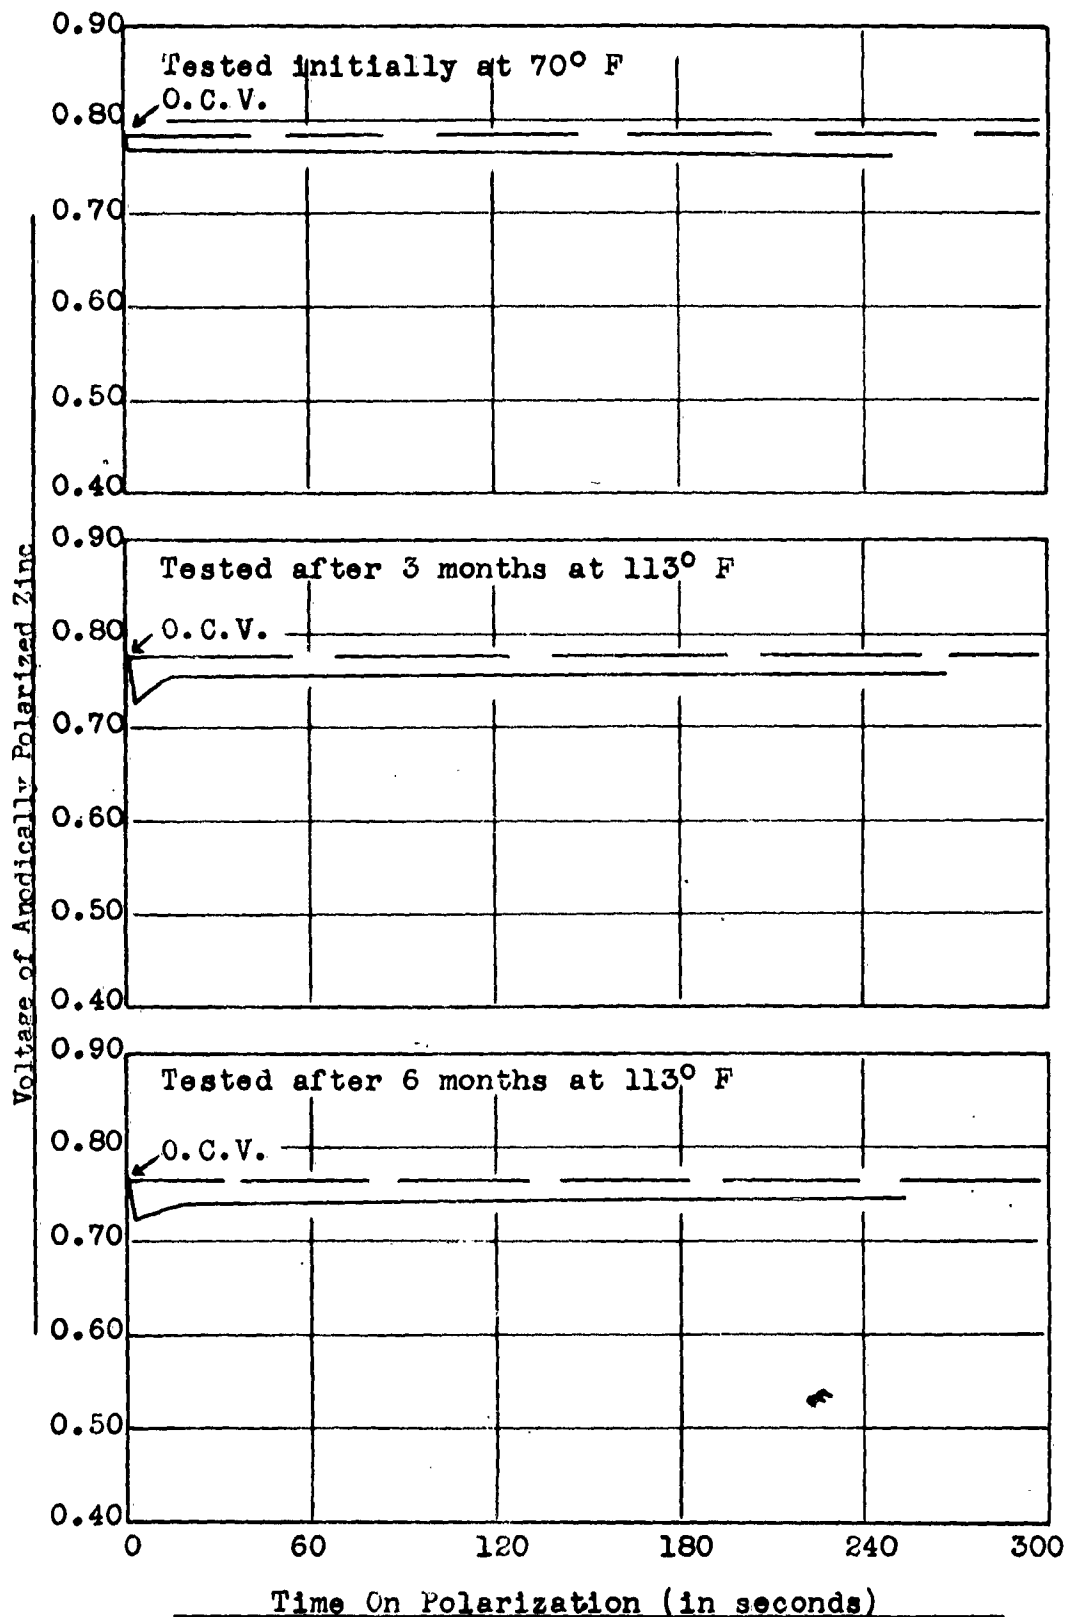 0.90
Tested initially at 70° F
O.C.V.
0.80
0.70
0.60
0.50
0.40
0.90
Tested after 3 months at 113° F
0.80
O.C.V.
0.70
0.60
0.50
0.40
0.90
Tested after 6 months at 113° F
0.80
O.C.V.
0.70
0.60
0.50
0.40
Voltage of Anodically Polarized Zinc
0 60 120 180 240 300
Time On Polarization (in seconds)